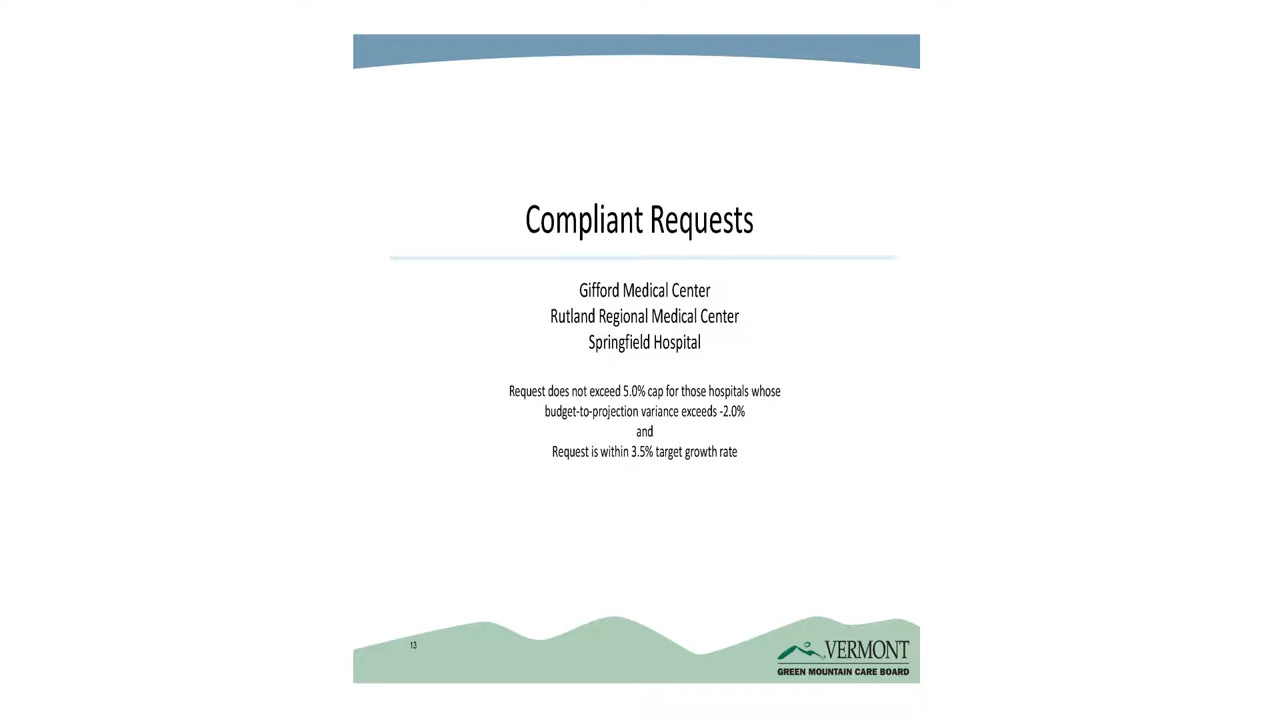 Compliant Requests
Gifford Medical Center
Rutland Regional Medical Center
Springfield Hospital
Request does not exceed 5.0% cap for those hospitals whose
budget-to-projection variance exceeds -2.0%
and
Request is within 3.5% target growth rate
13
VERMONT
GREEN MOUNTAIN CARE BOARD